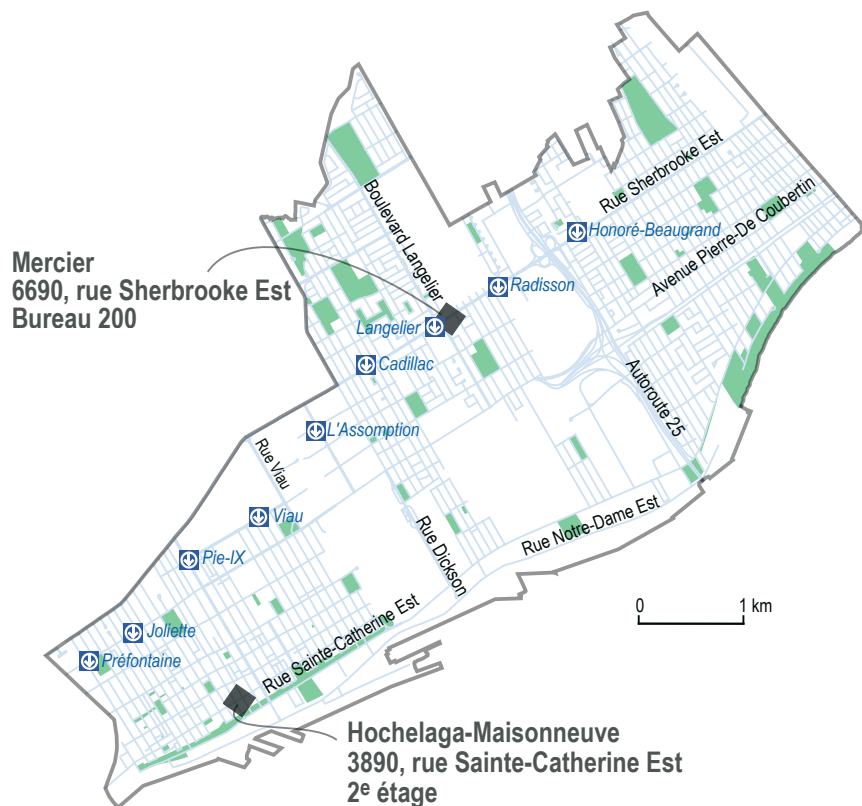 Rue Sherbrooke Est
Avenue Pierre-De Coubertin
Honoré-Beaugrand
Boulevard Langelier
Mercier
6690, rue Sherbrooke Est
Bureau 200
Radisson
Langelier
Cadillac
Autoroute 25
L'Assomption
Rue Viau
Viau
Rue Dickson
Rue Notre-Dame Est
Pie-IX
0 1 km
Joliette
Rue Sainte-Catherine Est
Préfontaine
Hochelaga-Maisonneuve
3890, rue Sainte-Catherine Est
2e étage